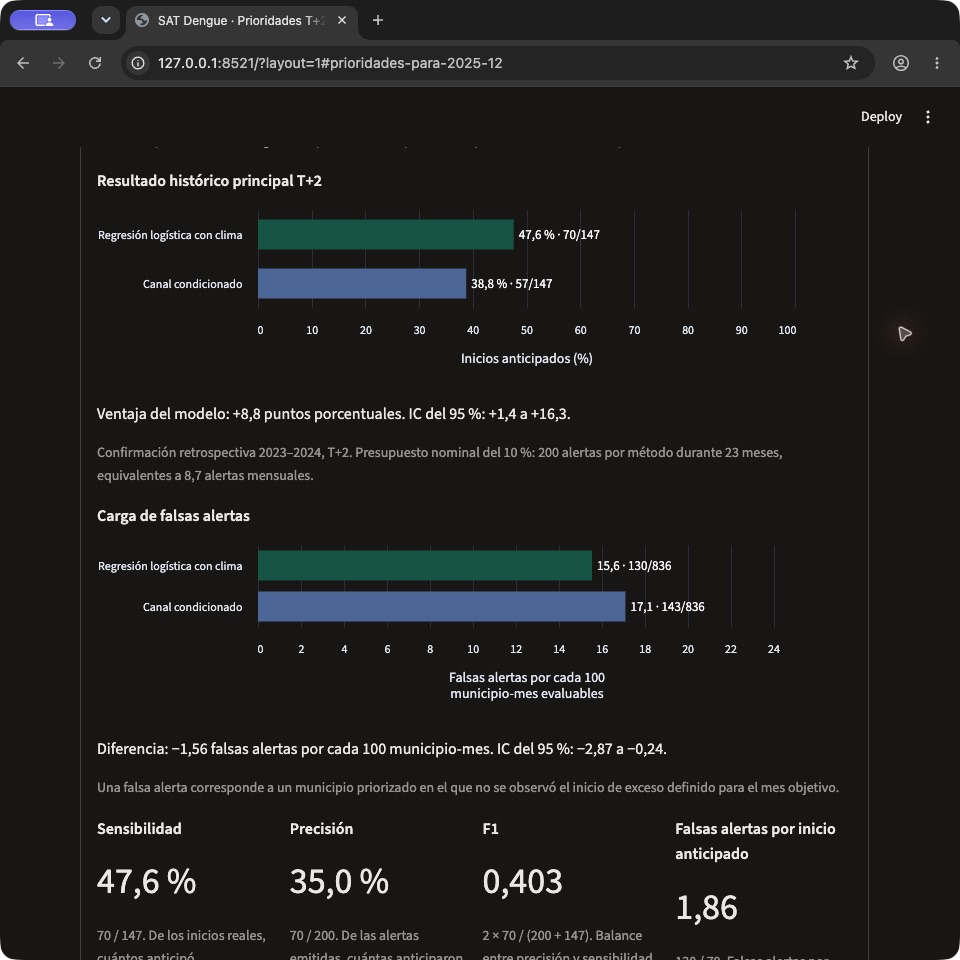 SAT Dengue · Prioridades T+2
127.0.0.1:8521/?layout=1#prioridades-para-2025-12
Deploy
Resultado histórico principal T+2
Regresión logística con clima
47,6 % · 70/147
Canal condicionado
38,8 % · 57/147
0 10 20 30 40 50 60 70 80 90 100
Inicios anticipados (%)
Ventaja del modelo: +8,8 puntos porcentuales. IC del 95 %: +1,4 a +16,3.
Confirmación retrospectiva 2023–2024, T+2. Presupuesto nominal del 10 %: 200 alertas por método durante 23 meses,
equivalentes a 8,7 alertas mensuales.
Carga de falsas alertas
Regresión logística con clima
15,6 · 130/836
Canal condicionado
17,1 · 143/836
0 2 4 6 8 10 12 14 16 18 20 22 24
Falsas alertas por cada 100
municipio-mes evaluables
Diferencia: −1,56 falsas alertas por cada 100 municipio-mes. IC del 95 %: −2,87 a −0,24.
Una falsa alerta corresponde a un municipio priorizado en el que no se observó el inicio de exceso definido para el mes objetivo.
Sensibilidad
47,6 %
70 / 147. De los inicios reales,
cuántos anticipó
Precisión
35,0 %
70 / 200. De las alertas
emitidas, cuántas anticiparon
F1
0,403
2 × 70 / (200 + 147). Balance
entre precisión y sensibilidad
Falsas alertas por inicio
anticipado
1,86